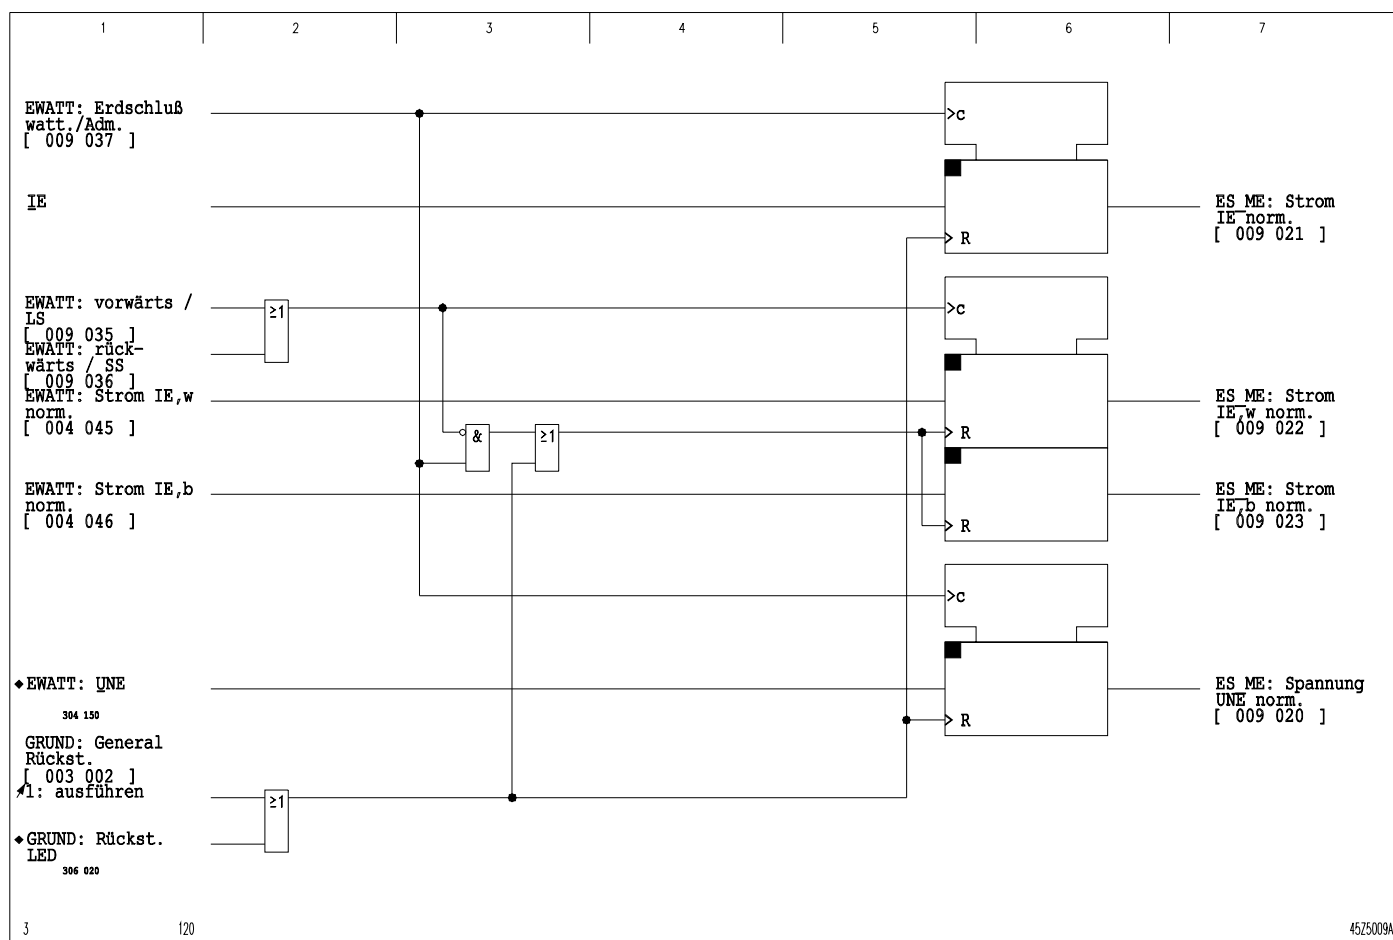 1 2 3 4 5 6 7
EWATT: Erdschluß
watt./Adm.
[ 009 037 ]
>C
IE
R
ES_ME: Strom
IE norm.
[ 009 021 ]
EWATT: vorwärts /
LS
[ 009 035 ]
≥1
>C
EWATT: rück-
wärts / SS
[ 009 036 ]
EWATT: Strom IE,w
norm.
[ 004 045 ]
&
≥1
R
ES_ME: Strom
IE,w norm.
[ 009 022 ]
EWATT: Strom IE,b
norm.
[ 004 046 ]
R
ES_ME: Strom
IE,b norm.
[ 009 023 ]
>C
EWATT: UNE
304 150
R
ES_ME: Spannung
UNE norm.
[ 009 020 ]
GRUND: General
Rückst.
[ 003 002 ]
1: ausführen
≥1
GRUND: Rückst.
LED
306 020
3 120 45Z5009A